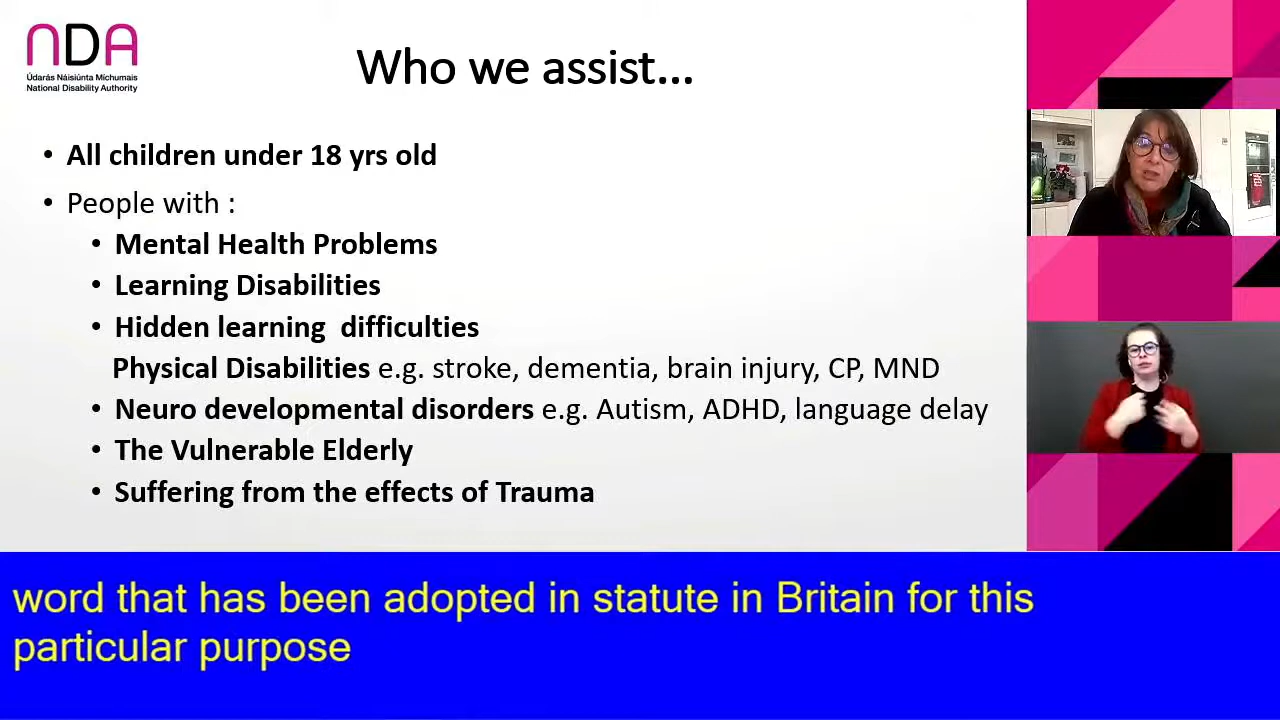 NDA
Údarás Náisiúnta Míchumais
National Disability Authority
Who we assist...
• All children under 18 yrs old
• People with :
• Mental Health Problems
• Learning Disabilities
• Hidden learning  difficulties
Physical Disabilities e.g. stroke, dementia, brain injury, CP, MND
• Neuro developmental disorders e.g. Autism, ADHD, language delay
• The Vulnerable Elderly
• Suffering from the effects of Trauma
word that has been adopted in statute in Britain for this
particular purpose